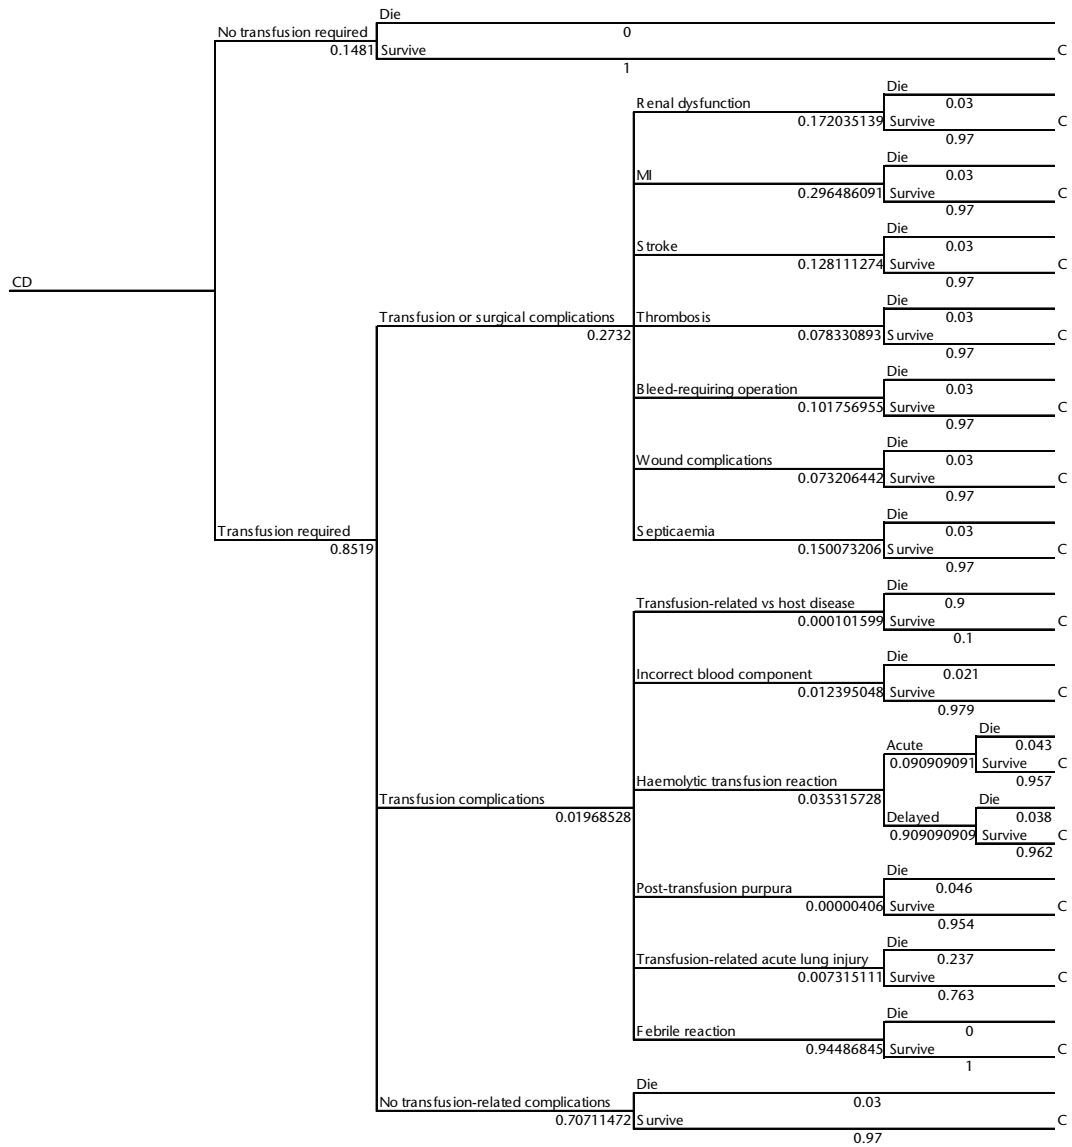 Die
No transfusion required
0
0.1481 Survive
C
1
Die
Renal dysfunction
0.03
0.172035139 Survive
C
0.97
Die
MI
0.03
0.296486091 Survive
C
0.97
Die
Stroke
0.03
0.128111274 Survive
C
0.97
CD
Die
Transfusion or surgical complications
Thrombosis
0.03
0.2732
0.078330893 Survive
C
0.97
Die
Bleed-requiring operation
0.03
0.101756955 Survive
C
0.97
Die
Wound complications
0.03
0.073206442 Survive
C
0.97
Die
Transfusion required
Septicaemia
0.03
0.8519
0.150073206 Survive
C
0.97
Die
Transfusion-related vs host disease
0.9
0.000101599 Survive
C
0.1
Die
Incorrect blood component
0.021
0.012395048 Survive
C
0.979
Die
Acute
0.043
0.090909091 Survive
C
0.957
Haemolytic transfusion reaction
0.035315728
Transfusion complications
0.01968528
Die
Delayed
0.038
0.909090909 Survive
C
0.962
Die
Post-transfusion purpura
0.046
0.00000406 Survive
C
0.954
Die
Transfusion-related acute lung injury
0.237
0.007315111 Survive
C
0.763
Die
Febrile reaction
0
0.94486845 Survive
C
1
Die
No transfusion-related complications
0.03
0.70711472 Survive
C
0.97